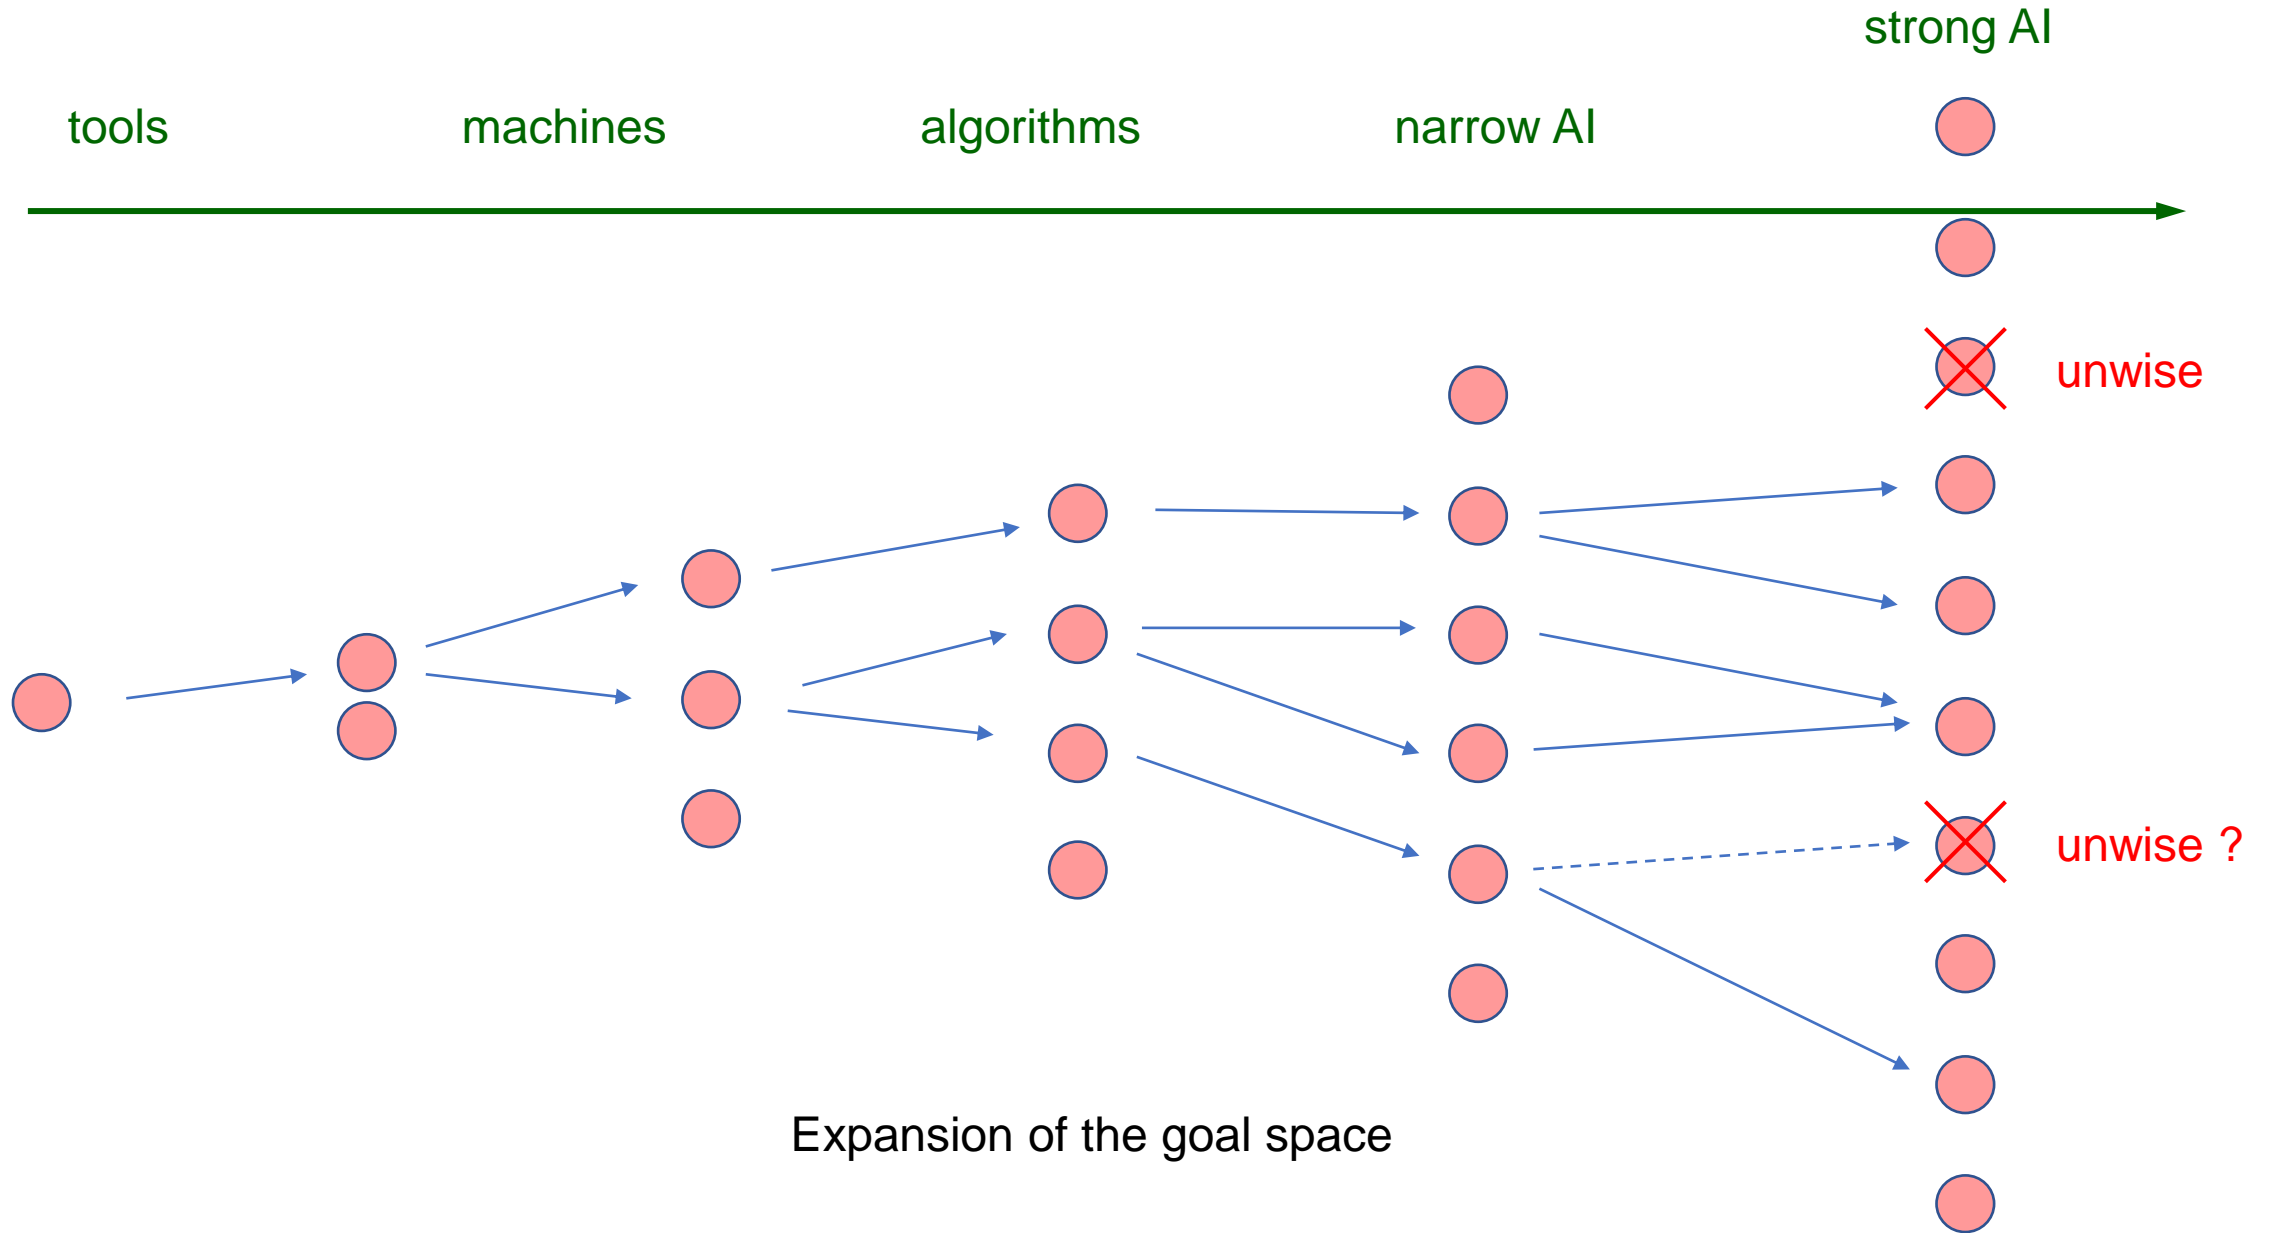 strong AI
tools machines algorithms narrow AI
unwise
unwise ?
Expansion of the goal space